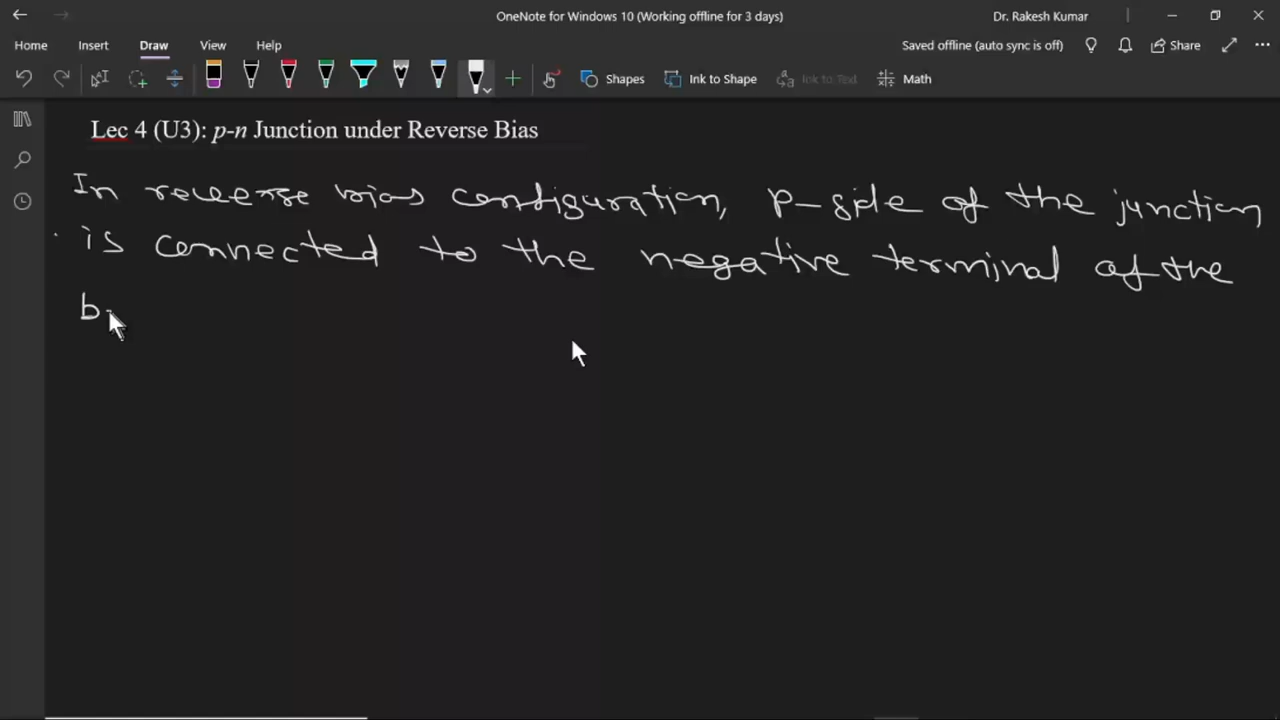 OneNote for Windows 10 (Working offline for 3 days)
Dr. Rakesh Kumar
Home Insert Draw View Help
Saved offline (auto sync is off)
Share
Shapes
Ink to Shape
Ink to Text
Math
Lec 4 (U3): p-n Junction under Reverse Bias
In reverse bias configuration, p-side of the junction
is connected to the negative terminal of the
b